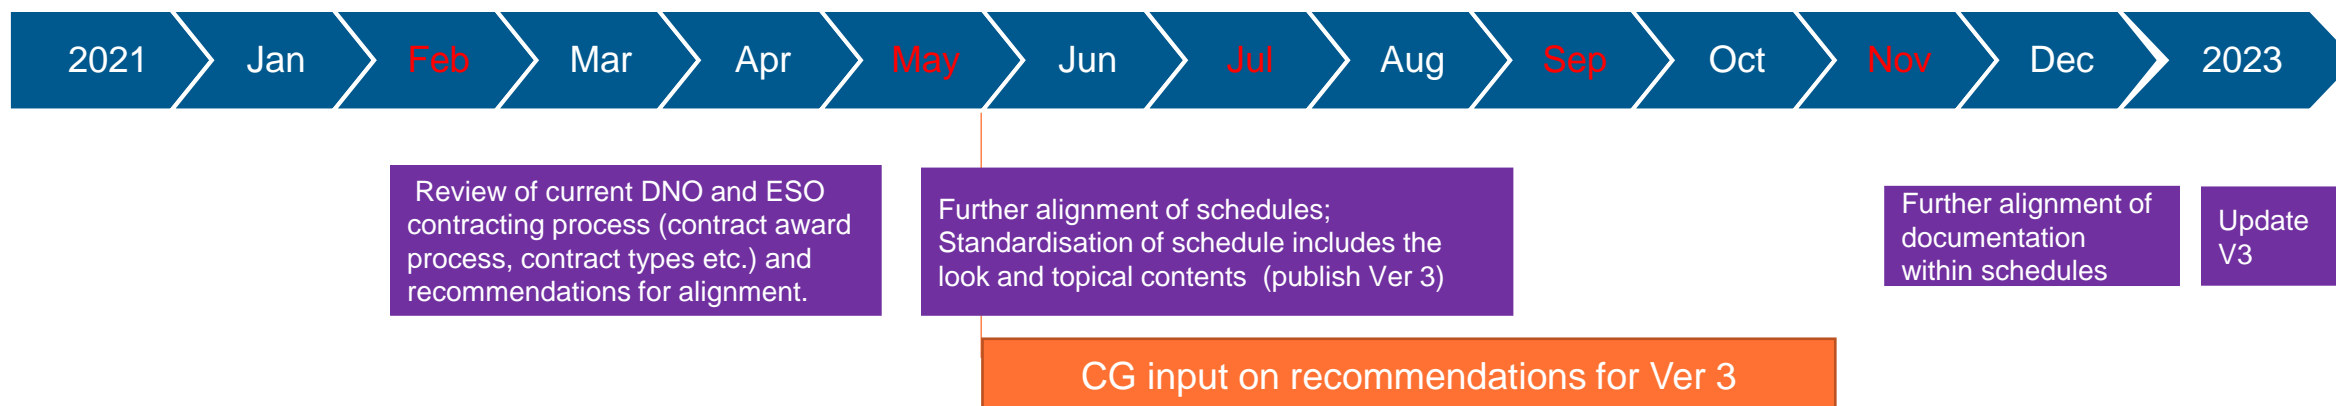 2021 Jan Feb Mar Apr May Jun Jul Aug Sep Oct Nov Dec 2023
Review of current DNO and ESO
contracting process (contract award
process, contract types etc.) and
recommendations for alignment.
Further alignment of schedules;
Standardisation of schedule includes the
look and topical contents (publish Ver 3)
Further alignment of
documentation
within schedules
Update
V3
CG input on recommendations for Ver 3